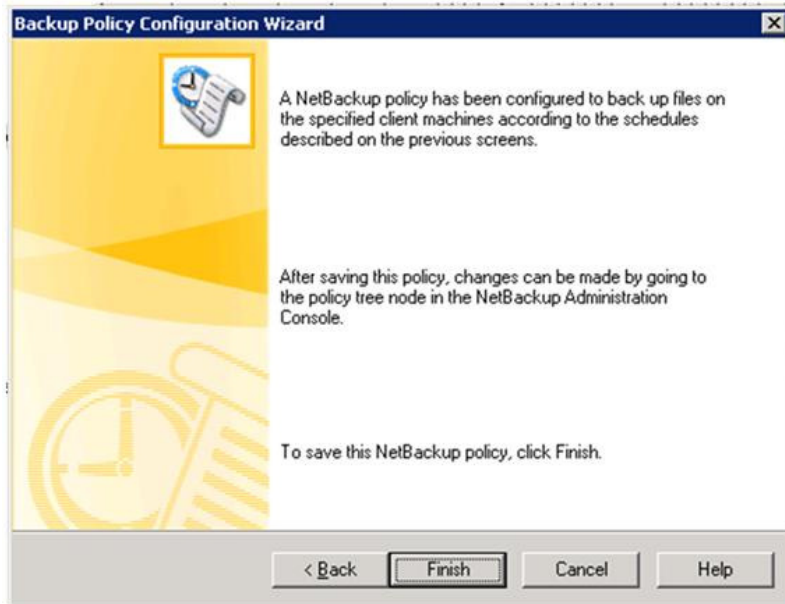 Backup Policy Configuration Wizard
A NetBackup policy has been configured to back up files on
the specified client machines according to the schedules
described on the previous screens.
After saving this policy, changes can be made by going to
the policy tree node in the NetBackup Administration
Console.
To save this NetBackup policy, click Finish.
< Back
Finish
Cancel
Help